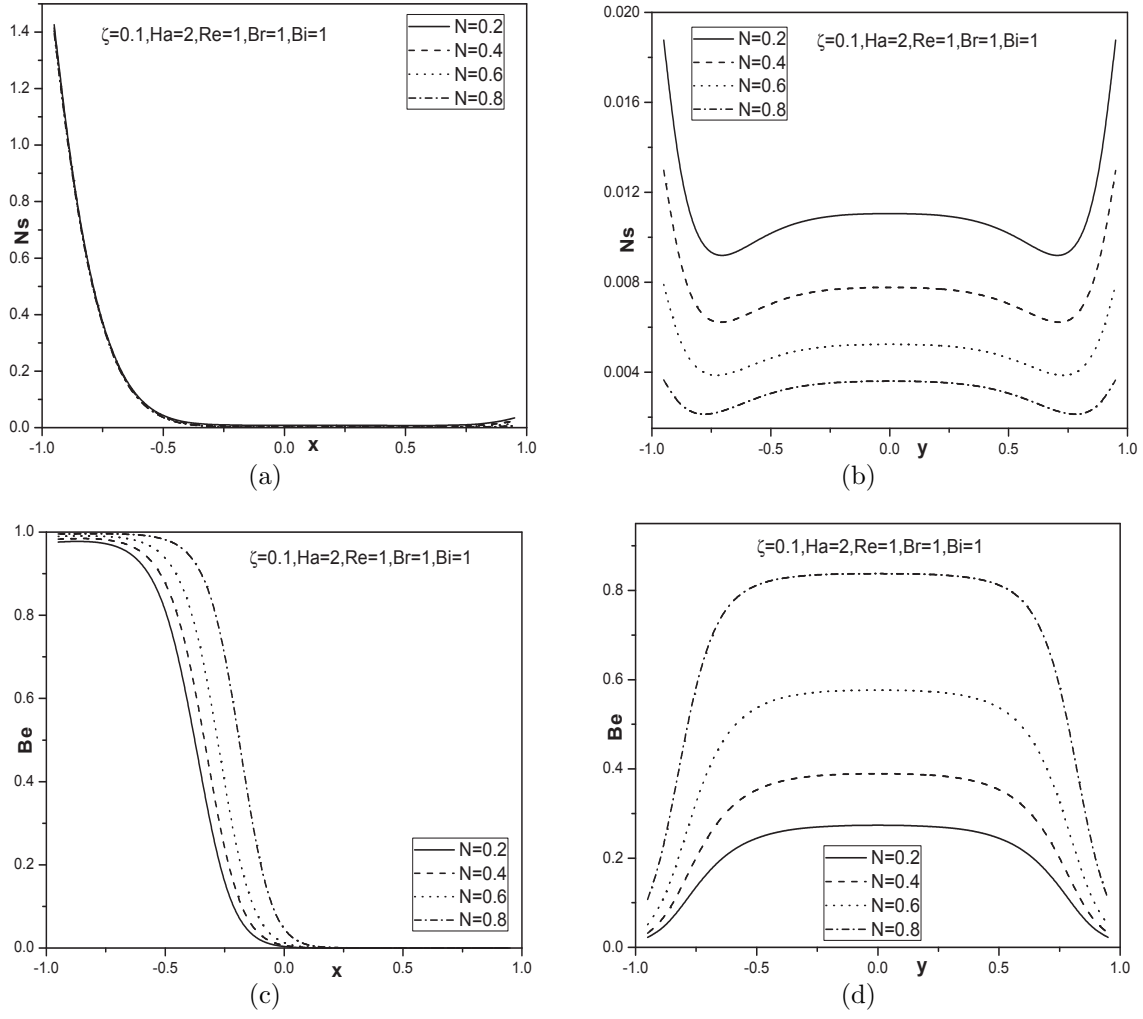 ζ=0.1,Ha=2,Re=1,Br=1,Bi=1
N=0.2
N=0.4
N=0.6
N=0.8
1.4
1.2
1.0
0.8
0.6
0.4
0.2
0.0
Ns
-1.0 -0.5 0.0 0.5 1.0
x
(a)
ζ=0.1,Ha=2,Re=1,Br=1,Bi=1
N=0.2
N=0.4
N=0.6
N=0.8
0.020
0.016
0.012
0.008
0.004
Ns
-1.0 -0.5 0.0 0.5 1.0
y
(b)
ζ=0.1,Ha=2,Re=1,Br=1,Bi=1
1.0
0.8
0.6
0.4
0.2
0.0
Be
N=0.2
N=0.4
N=0.6
N=0.8
-1.0 -0.5 0.0 0.5 1.0
x
(c)
ζ=0.1,Ha=2,Re=1,Br=1,Bi=1
0.8
0.6
0.4
0.2
0.0
Be
N=0.2
N=0.4
N=0.6
N=0.8
-1.0 -0.5 0.0 0.5 1.0
y
(d)